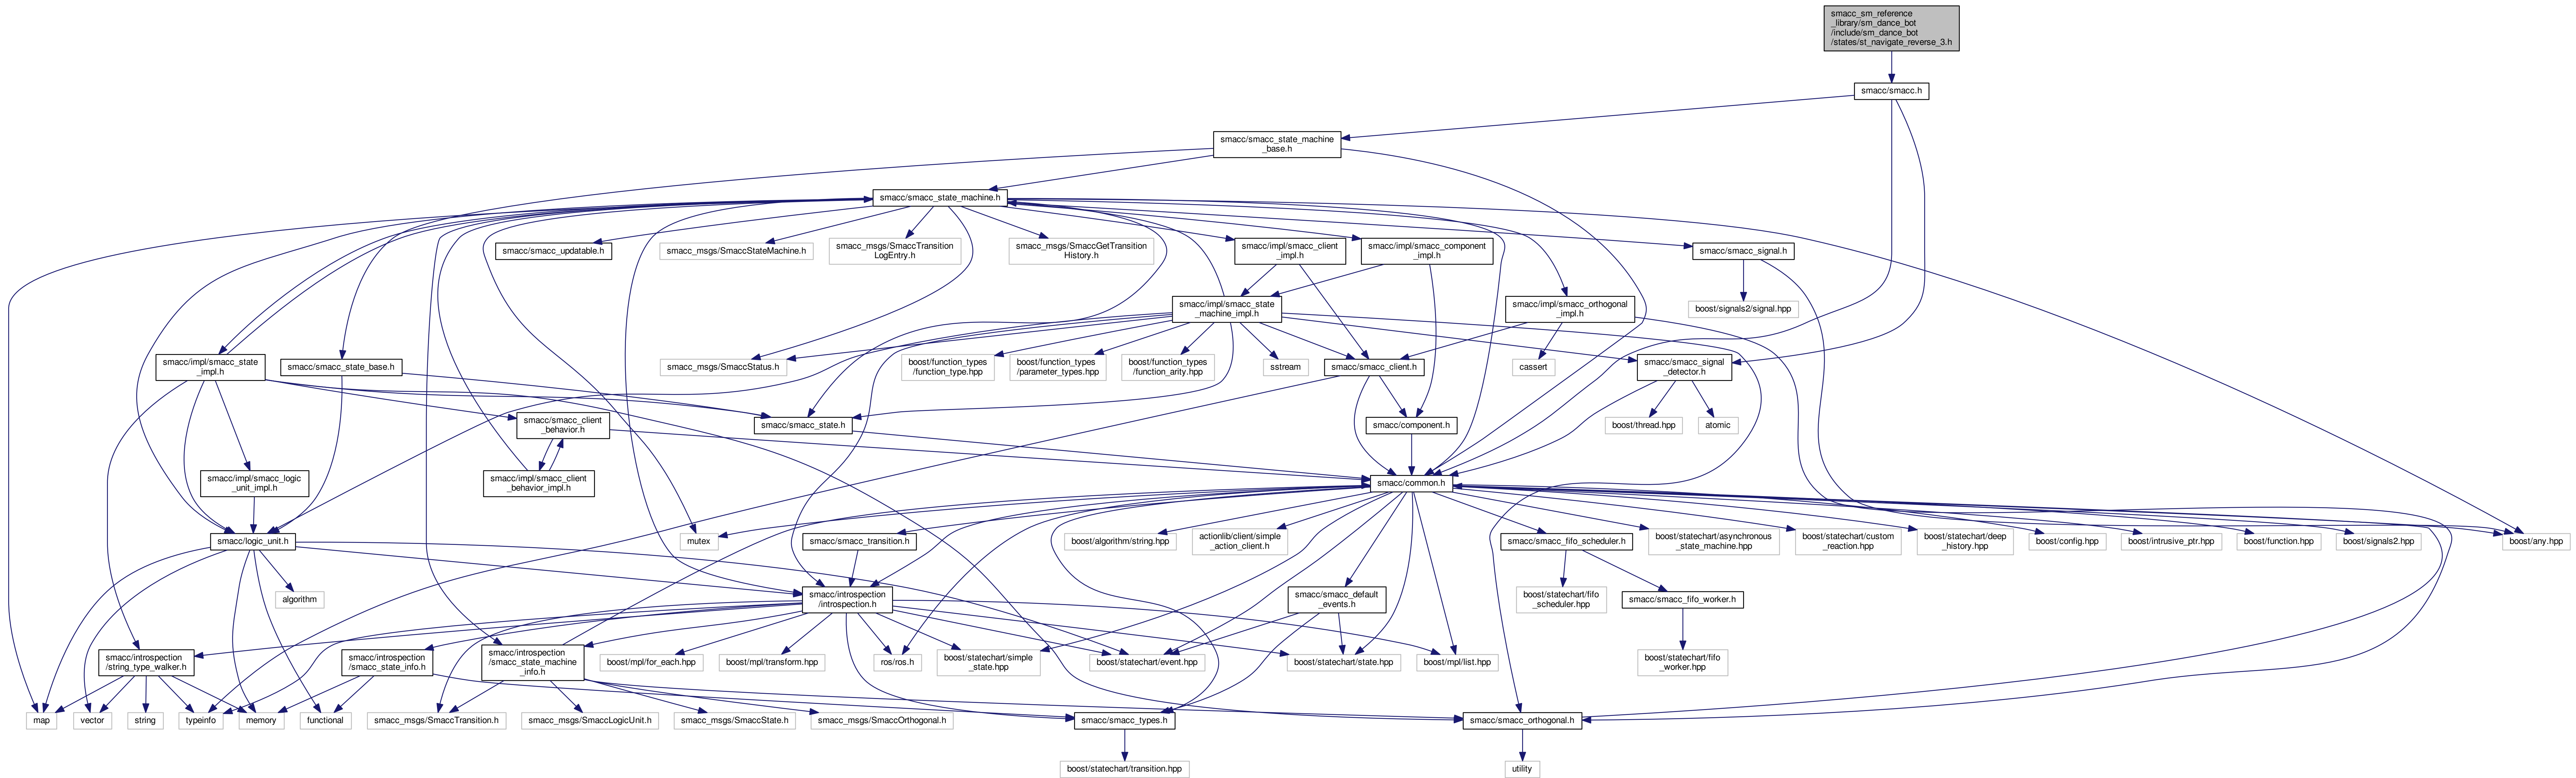 smacc_sm_reference
_library/sm_dance_bot
/include/sm_dance_bot
/states/st_navigate_reverse_3.h
smacc/smacc.h
smacc/smacc_state_machine
_base.h
smacc/smacc_state_machine.h
smacc/smacc_updatable.h
smacc_msgs/SmaccStateMachine.h
smacc_msgs/SmaccTransition
LogEntry.h
smacc_msgs/SmaccGetTransition
History.h
smacc/impl/smacc_client
_impl.h
smacc/impl/smacc_component
_impl.h
smacc/smacc_signal.h
smacc/impl/smacc_state
_machine_impl.h
smacc/impl/smacc_orthogonal
_impl.h
boost/signals2/signal.hpp
smacc/impl/smacc_state
_impl.h
smacc/smacc_state_base.h
smacc_msgs/SmaccStatus.h
boost/function_types
/function_type.hpp
boost/function_types
/parameter_types.hpp
boost/function_types
/function_arity.hpp
sstream
smacc/smacc_client.h
cassert
smacc/smacc_signal
_detector.h
smacc/smacc_client
_behavior.h
smacc/smacc_state.h
smacc/component.h
boost/thread.hpp
atomic
smacc/impl/smacc_logic
_unit_impl.h
smacc/impl/smacc_client
_behavior_impl.h
smacc/common.h
smacc/logic_unit.h
mutex
smacc/smacc_transition.h
boost/algorithm/string.hpp
actionlib/client/simple
_action_client.h
smacc/smacc_fifo_scheduler.h
boost/statechart/asynchronous
_state_machine.hpp
boost/statechart/custom
_reaction.hpp
boost/statechart/deep
_history.hpp
boost/config.hpp
boost/intrusive_ptr.hpp
boost/function.hpp
boost/signals2.hpp
boost/any.hpp
algorithm
smacc/introspection
/introspection.h
smacc/smacc_default
_events.h
boost/statechart/fifo
_scheduler.hpp
smacc/smacc_fifo_worker.h
smacc/introspection
/string_type_walker.h
smacc/introspection
/smacc_state_info.h
smacc/introspection
/smacc_state_machine
_info.h
boost/mpl/for_each.hpp
boost/mpl/transform.hpp
ros/ros.h
boost/statechart/simple
_state.hpp
boost/statechart/event.hpp
boost/statechart/state.hpp
boost/mpl/list.hpp
boost/statechart/fifo
_worker.hpp
map
vector
string
typeinfo
memory
functional
smacc_msgs/SmaccTransition.h
smacc_msgs/SmaccLogicUnit.h
smacc_msgs/SmaccState.h
smacc_msgs/SmaccOrthogonal.h
smacc/smacc_types.h
smacc/smacc_orthogonal.h
boost/statechart/transition.hpp
utility